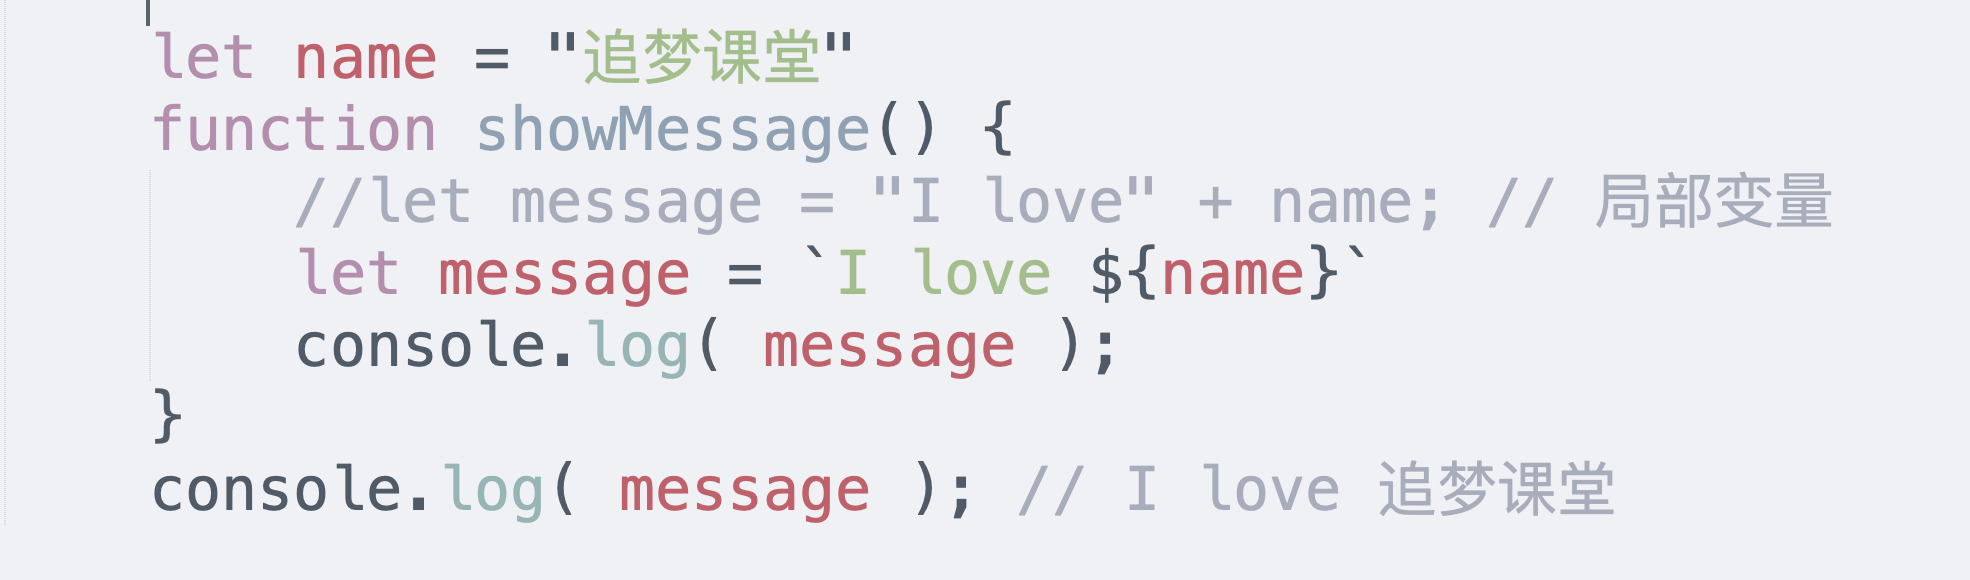 let name = "追梦课堂"
function showMessage() {
//let message = "I love" + name; // 局部变量
let message = `I love ${name}`
console.log( message );
}
console.log( message ); // I love 追梦课堂